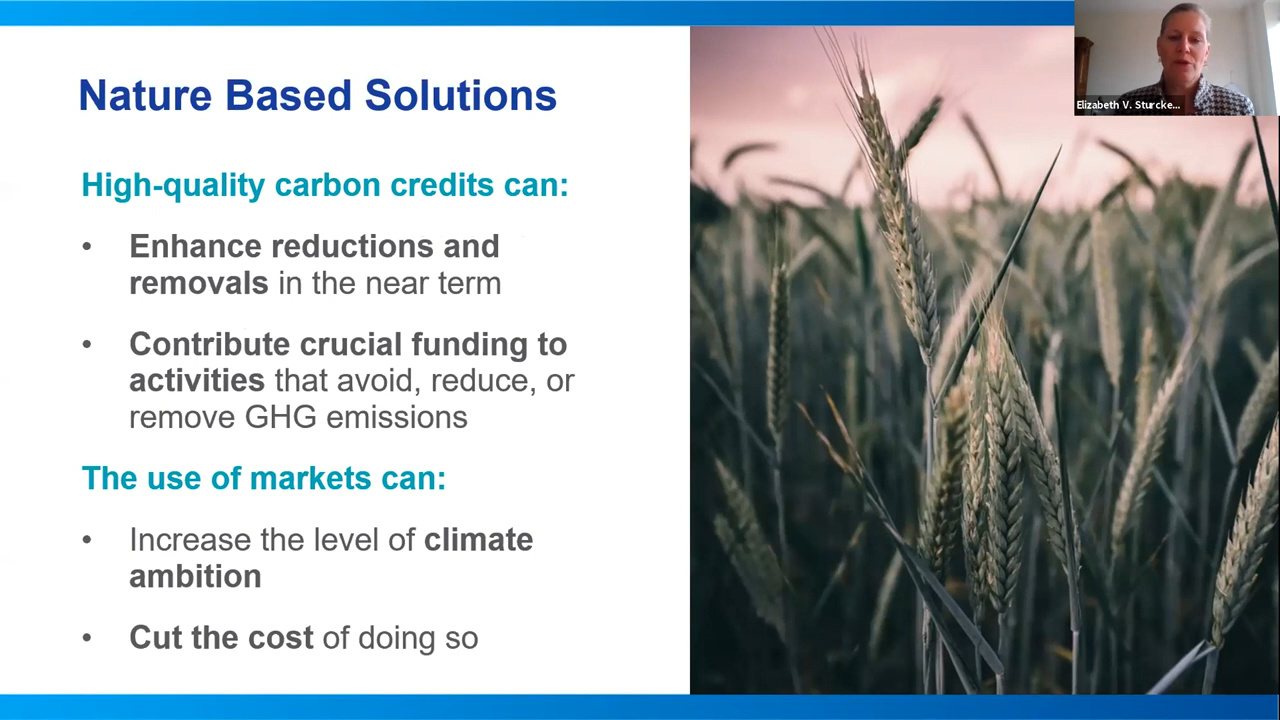 Nature Based Solutions
High-quality carbon credits can:
• Enhance reductions and
removals in the near term
• Contribute crucial funding to
activities that avoid, reduce, or
remove GHG emissions
The use of markets can:
• Increase the level of climate
ambition
• Cut the cost of doing so
Elizabeth V. Sturcke...